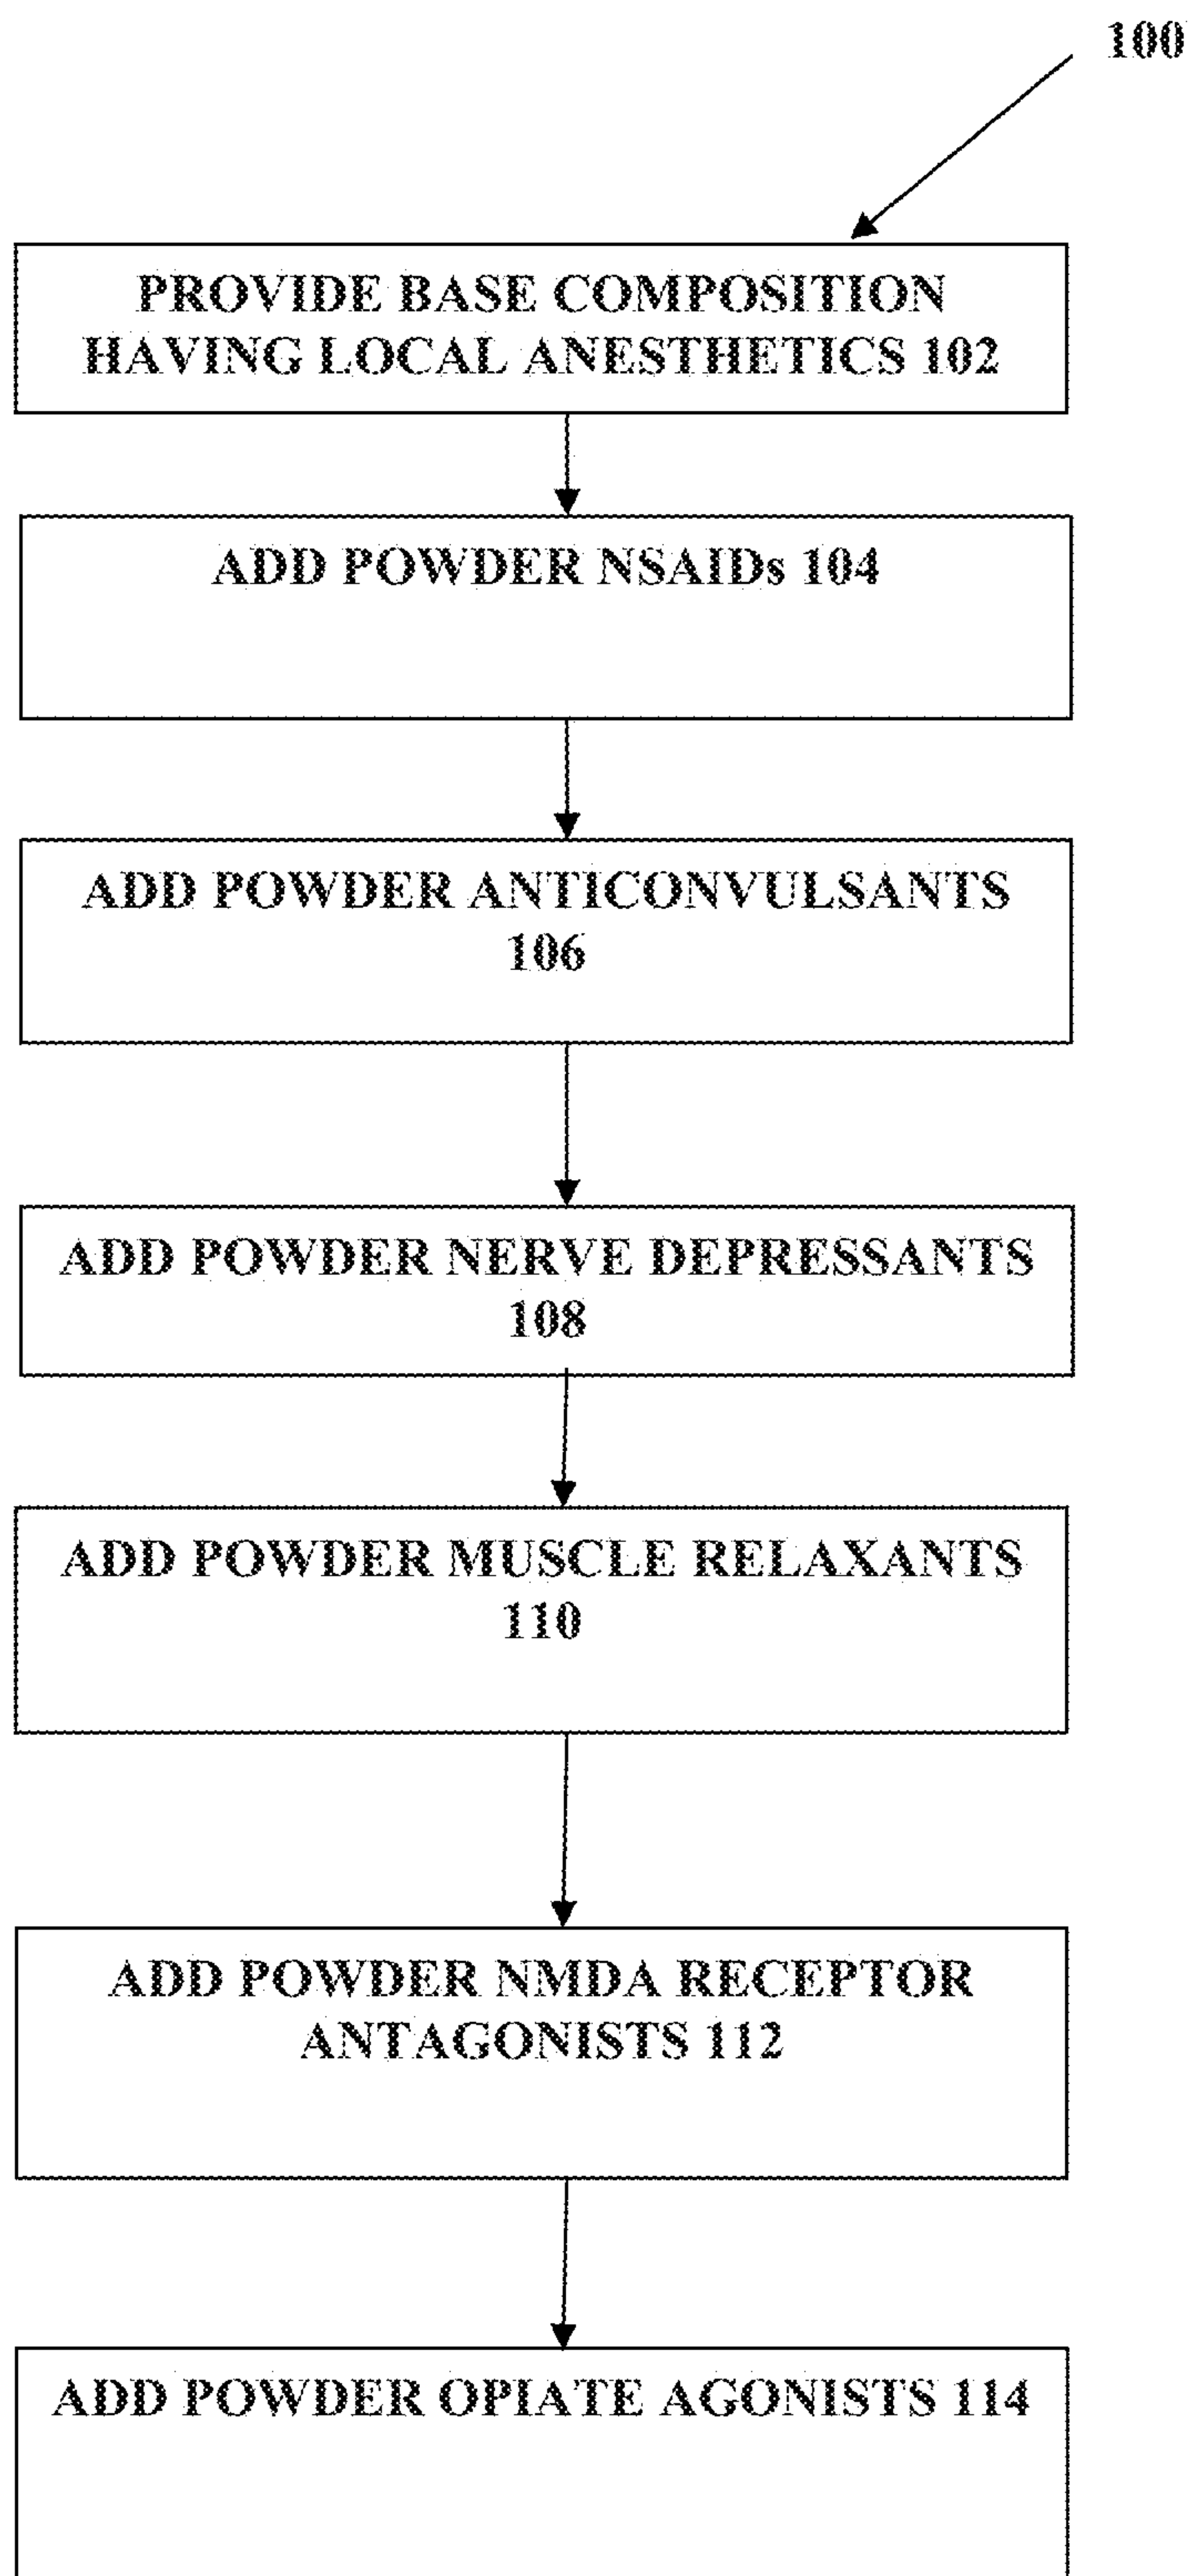 100
PROVIDE BASE COMPOSITION
HAVING LOCAL ANESTHETICS 102
ADD POWDER NSAIDs 104
ADD POWDER ANTICONVULSANTS
106
ADD POWDER NERVE DEPRESSANTS
108
ADD POWDER MUSCLE RELAXANTS
110
ADD POWDER NMDA RECEPTOR
ANTAGONISTS 112
ADD POWDER OPIATE AGONISTS 114